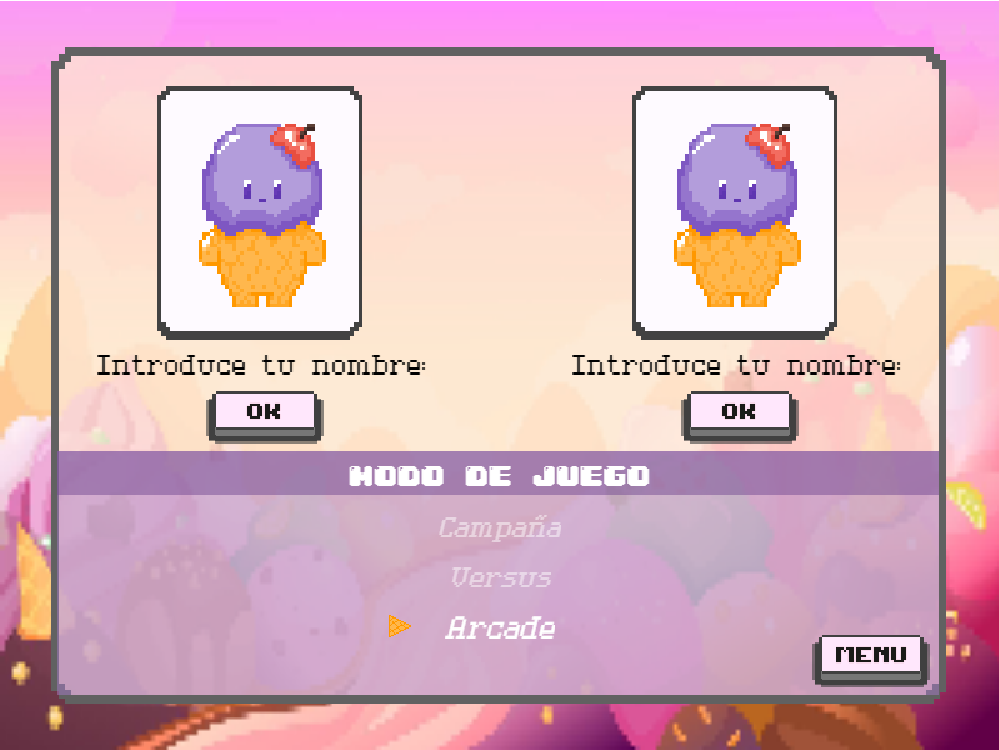 Introduce tu nombre:
Introduce tu nombre:
OK
OK
MODO DE JUEGO
Campaña
Versus
Arcade
MENU